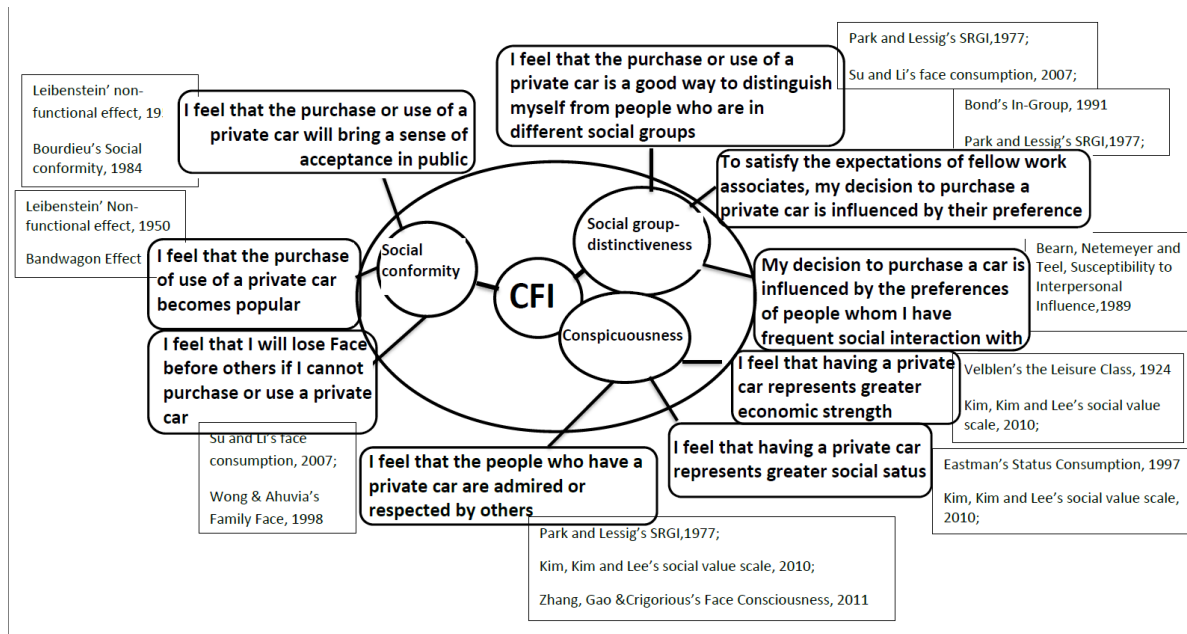 Park and Lessig's SRGI,1977;
Su and Li's face consumption, 2007;
I feel that the purchase or use of a
private car is a good way to distinguish
myself from people who are in
different social groups
Leibenstein' non-
functional effect, 19
Bourdieu's Social
conformity, 1984
I feel that the purchase or use of a
private car will bring a sense of
acceptance in public
Bond's In-Group, 1991
Park and Lessig's SRGI,1977;
To satisfy the expectations of fellow work
associates, my decision to purchase a
private car is influenced by their preference
Leibenstein' Non-
functional effect, 1950
Bandwagon Effect
I feel that the purchase
of use of a private car
becomes popular
Social
conformity
CFI
Social group-
distinctiveness
Conspicuousness
My decision to purchase a car is
influenced by the preferences
of people whom I have
frequent social interaction with
Bearn, Netemeyer and
Teel, Susceptibility to
Interpersonal
Influence,1989
I feel that I will lose Face
before others if I cannot
purchase or use a private
car
I feel that having a private
car represents greater
economic strength
Velblen's the Leisure Class, 1924
Kim, Kim and Lee's social value
scale, 2010;
Su and Li's face
consumption, 2007;
Wong & Ahuvia's
Family Face, 1998
I feel that the people who have a
private car are admired or
respected by others
I feel that having a private car
represents greater social satus
Eastman's Status Consumption, 1997
Kim, Kim and Lee's social value scale,
2010;
Park and Lessig's SRGI,1977;
Kim, Kim and Lee's social value scale, 2010;
Zhang, Gao &Crigorious's Face Consciousness, 2011